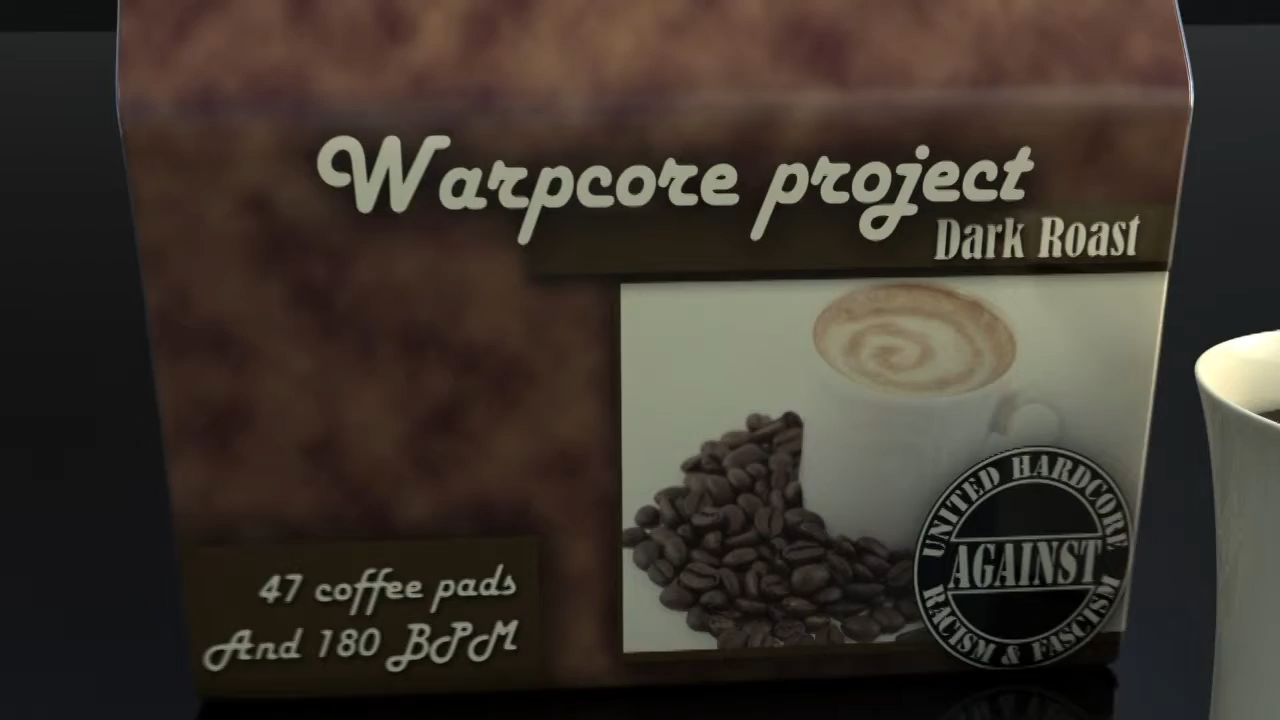 Warpcore project
Dark Roast
47 coffee pads
And 180 BPM
UNITED HARDCORE
AGAINST
RACISM & FASCISM